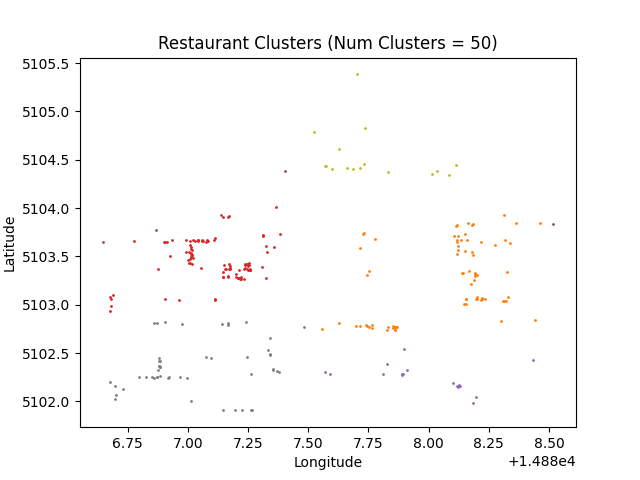 Restaurant Clusters (Num Clusters = 50)
5105.5
5105.0
5104.5
5104.0
5103.5
5103.0
5102.5
5102.0
Latitude
6.75 7.00 7.25 7.50 7.75 8.00 8.25 8.50
Longitude
+1.488e4